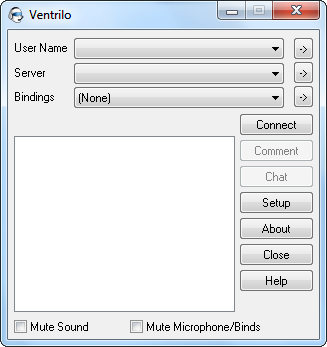 Ventrilo
User Name
->
Server
->
Bindings
(None)
->
Connect
Comment
Chat
Setup
About
Close
Help
Mute Sound
Mute Microphone/Binds